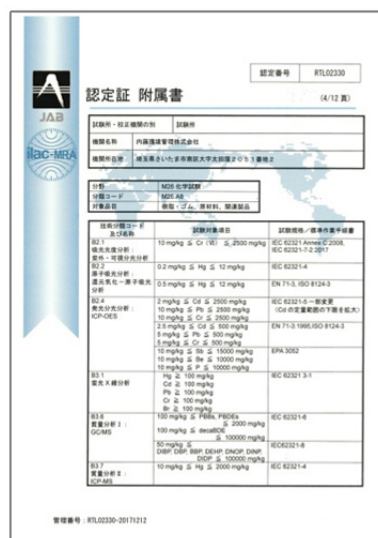 認定番号 RTL02330
JAB
認定証 附属書
(4/12 頁)
ilac-MRA
試験所・校正機関の別 試験所
機関名称 内藤環境管理株式会社
機関所在地 埼玉県さいたま市南区大字太田窪2051番地2
分野 M26 化学試験
分類コード M26.A6
対象品目 樹脂・ゴム、原材料、関連製品
技術分類コード及び名称 試験対象項目 試験規格/標準作業手順書
B2.1
吸光光度分析:
紫外・可視分光分析
10 mg/kg ≦ Cr (Ⅵ) ≦ 2500 mg/kg
IEC 62321 Annex C:2008,
IEC 62321-7-2:2017
B2.2
原子吸光分析:
還元気化-原子吸光分析
0.2 mg/kg ≦ Hg ≦ 12 mg/kg
IEC 62321-4
0.5 mg/kg ≦ Hg ≦ 12 mg/kg
EN 71-3, ISO 8124-3
B2.4
発光分光分析:
ICP-OES
2 mg/kg ≦ Cd ≦ 2500 mg/kg
10 mg/kg ≦ Pb ≦ 2500 mg/kg
10 mg/kg ≦ Cr ≦ 2500 mg/kg
IEC 62321-5 一部変更
(Cdの定量範囲の下限を拡大)
2.5 mg/kg ≦ Cd ≦ 500 mg/kg
5 mg/kg ≦ Pb ≦ 500 mg/kg
5 mg/kg ≦ Cr ≦ 500 mg/kg
EN 71-3:1995, ISO 8124-3
10 mg/kg ≦ Sb ≦ 15000 mg/kg
10 mg/kg ≦ Be ≦ 10000 mg/kg
10 mg/kg ≦ P ≦ 10000 mg/kg
EPA 3052
B3.1
蛍光X線分析
Hg ≧ 100 mg/kg
Cd ≧ 100 mg/kg
Pb ≧ 100 mg/kg
Cr ≧ 100 mg/kg
Br ≧ 100 mg/kg
IEC 62321-3-1
B3.6
質量分析Ⅰ:
GC/MS
100 mg/kg ≦ PBBs, PBDEs
≦ 2000 mg/kg
100 mg/kg ≦ decaBDE
≦ 100000 mg/kg
IEC 62321-6
50 mg/kg ≦
DIBP, DBP, BBP, DEHP, DNOP, DINP,
DIDP ≦ 100000 mg/kg
IEC62321-8
B3.7
質量分析Ⅱ:
ICP-MS
10 mg/kg ≦ Hg ≦ 2000 mg/kg
IEC 62321-4
管理番号:RTL02330-20171212